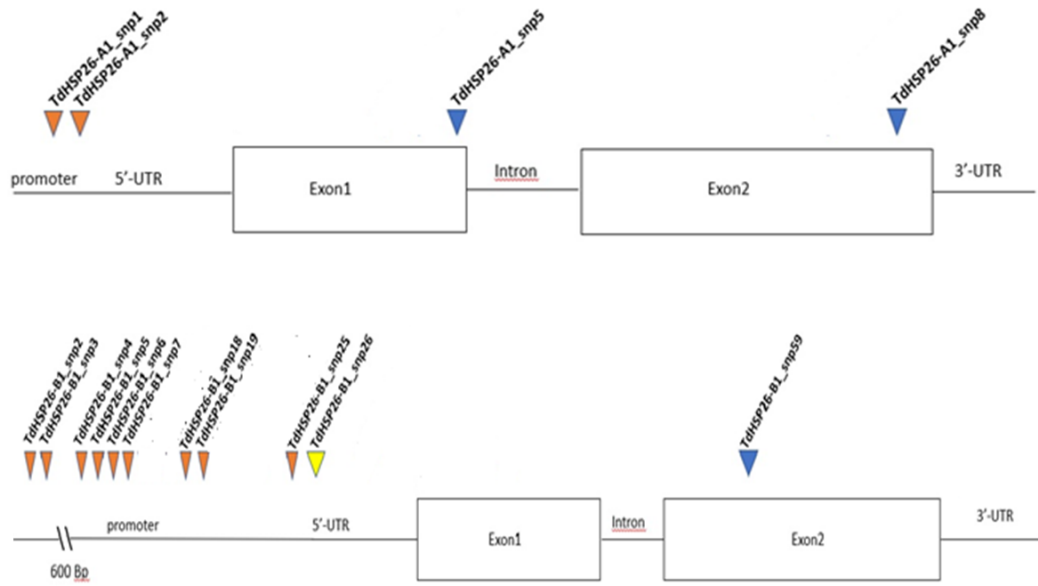 TdHSP26-A1_snp1
TdHSP26-A1_snp2
TdHSP26-A1_snp5
TdHSP26-A1_snp8
promoter
5′-UTR
Exon1
Intron
Exon2
3′-UTR
TdHSP26-B1_snp2
TdHSP26-B1_snp3
TdHSP26-B1_snp4
TdHSP26-B1_snp5
TdHSP26-B1_snp6
TdHSP26-B1_snp7
TdHSP26-B1_snp18
TdHSP26-B1_snp19
TdHSP26-B1_snp25
TdHSP26-B1_snp26
TdHSP26-B1_snp59
promoter
5′-UTR
Exon1
Intron
Exon2
3′-UTR
600 Bp